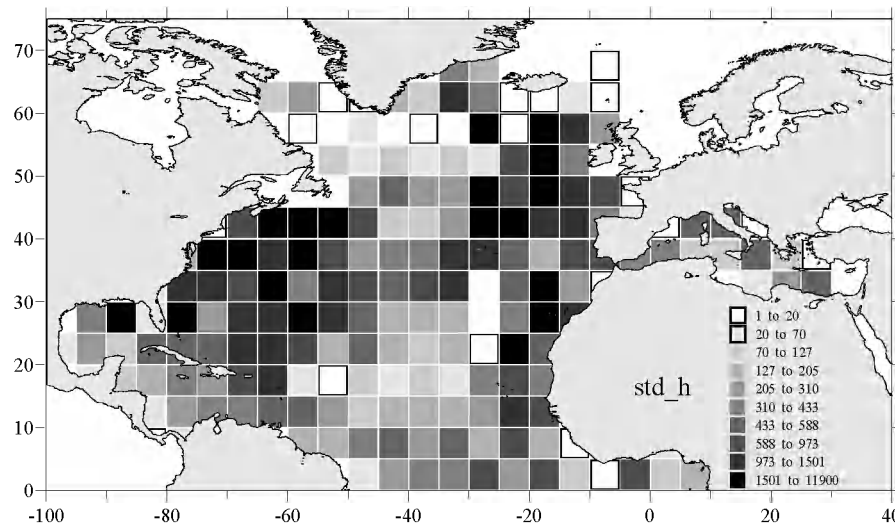 70
60
50
40
30
20
10
0
1 to 20
20 to 70
70 to 127
127 to 205
205 to 310
310 to 433
433 to 588
588 to 973
973 to 1501
1501 to 11900
std_h
-100 -80 -60 -40 -20 0 20 40